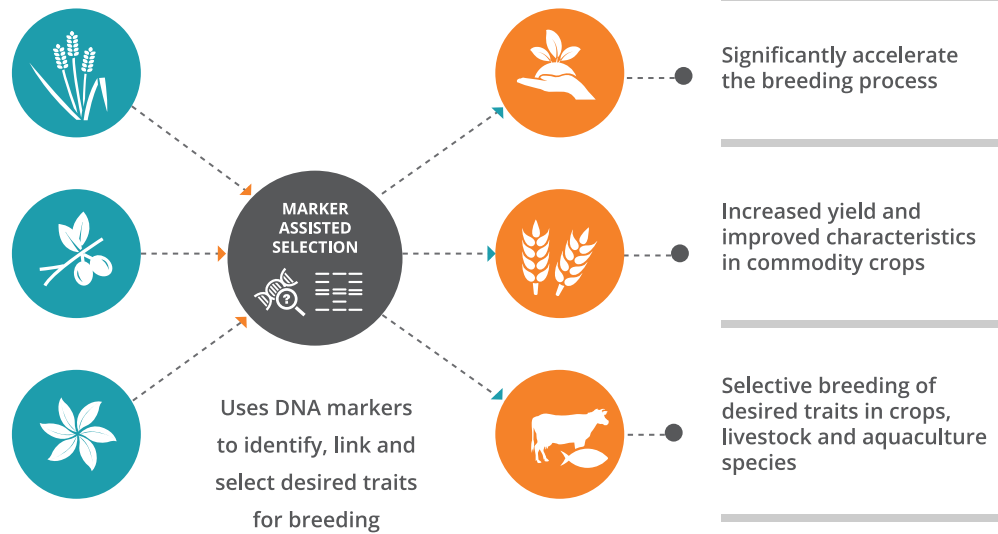 MARKER
ASSISTED
SELECTION
?
Uses DNA markers
to identify, link and
select desired traits
for breeding
Significantly accelerate
the breeding process
Increased yield and
improved characteristics
in commodity crops
Selective breeding of
desired traits in crops,
livestock and aquaculture
species